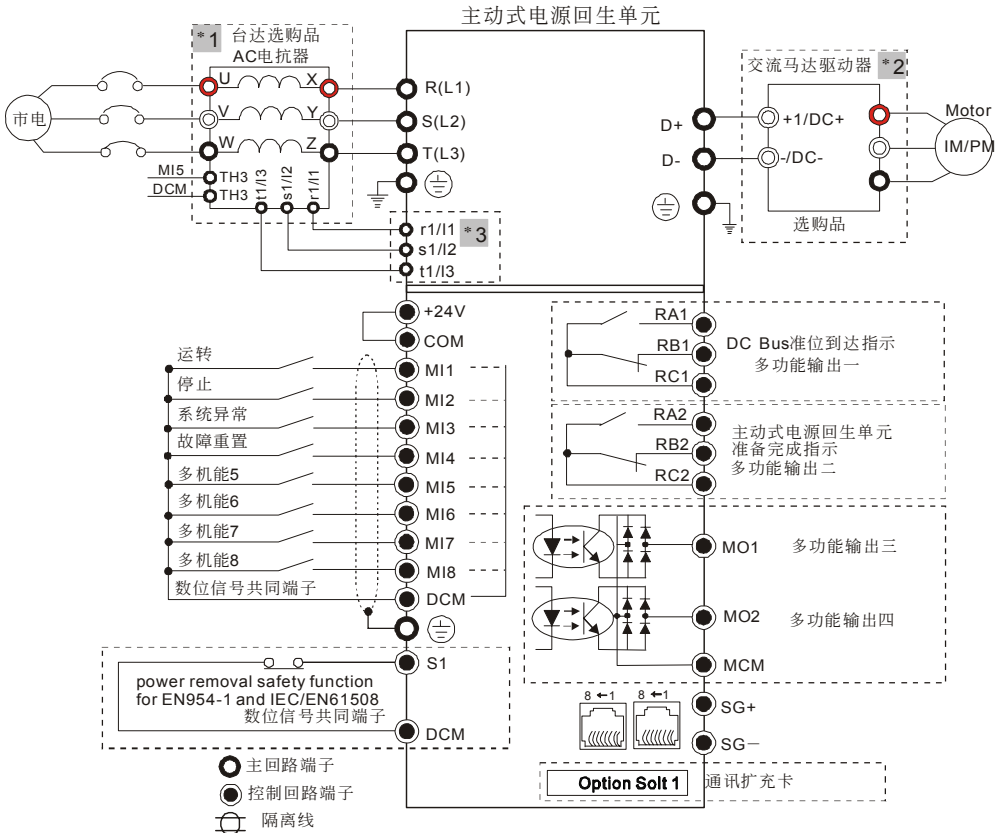 主动式电源回生单元
*1
台达选购品
AC电抗器
U
X
V
Y
W
Z
市电
MI5
TH3
DCM
TH3
t1/l3
s1/l2
r1/l1
R(L1)
S(L2)
T(L3)
r1/l1
*3
s1/l2
t1/l3
D+
D-
交流马达驱动器
*2
+1/DC+
-/DC-
选购品
Motor
IM/PM
+24V
COM
运转
MI1
停止
MI2
系统异常
MI3
故障重置
MI4
多机能5
MI5
多机能6
MI6
多机能7
MI7
多机能8
MI8
数位信号共同端子
DCM
RA1
RB1
RC1
DC Bus准位到达指示
多功能输出一
RA2
RB2
RC2
主动式电源回生单元
准备完成指示
多功能输出二
MO1
多功能输出三
MO2
多功能输出四
MCM
S1
power removal safety function
for EN954-1 and IEC/EN61508
数位信号共同端子
DCM
8 ←1
8 ←1
SG+
SG－
Option Solt 1
通讯扩充卡
主回路端子
控制回路端子
隔离线